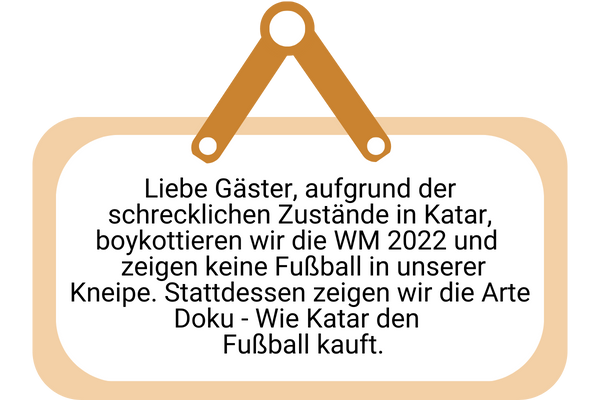 Liebe Gäster, aufgrund der
schrecklichen Zustände in Katar,
boykottieren wir die WM 2022 und
zeigen keine Fußball in unserer
Kneipe. Stattdessen zeigen wir die Arte
Doku - Wie Katar den
Fußball kauft.